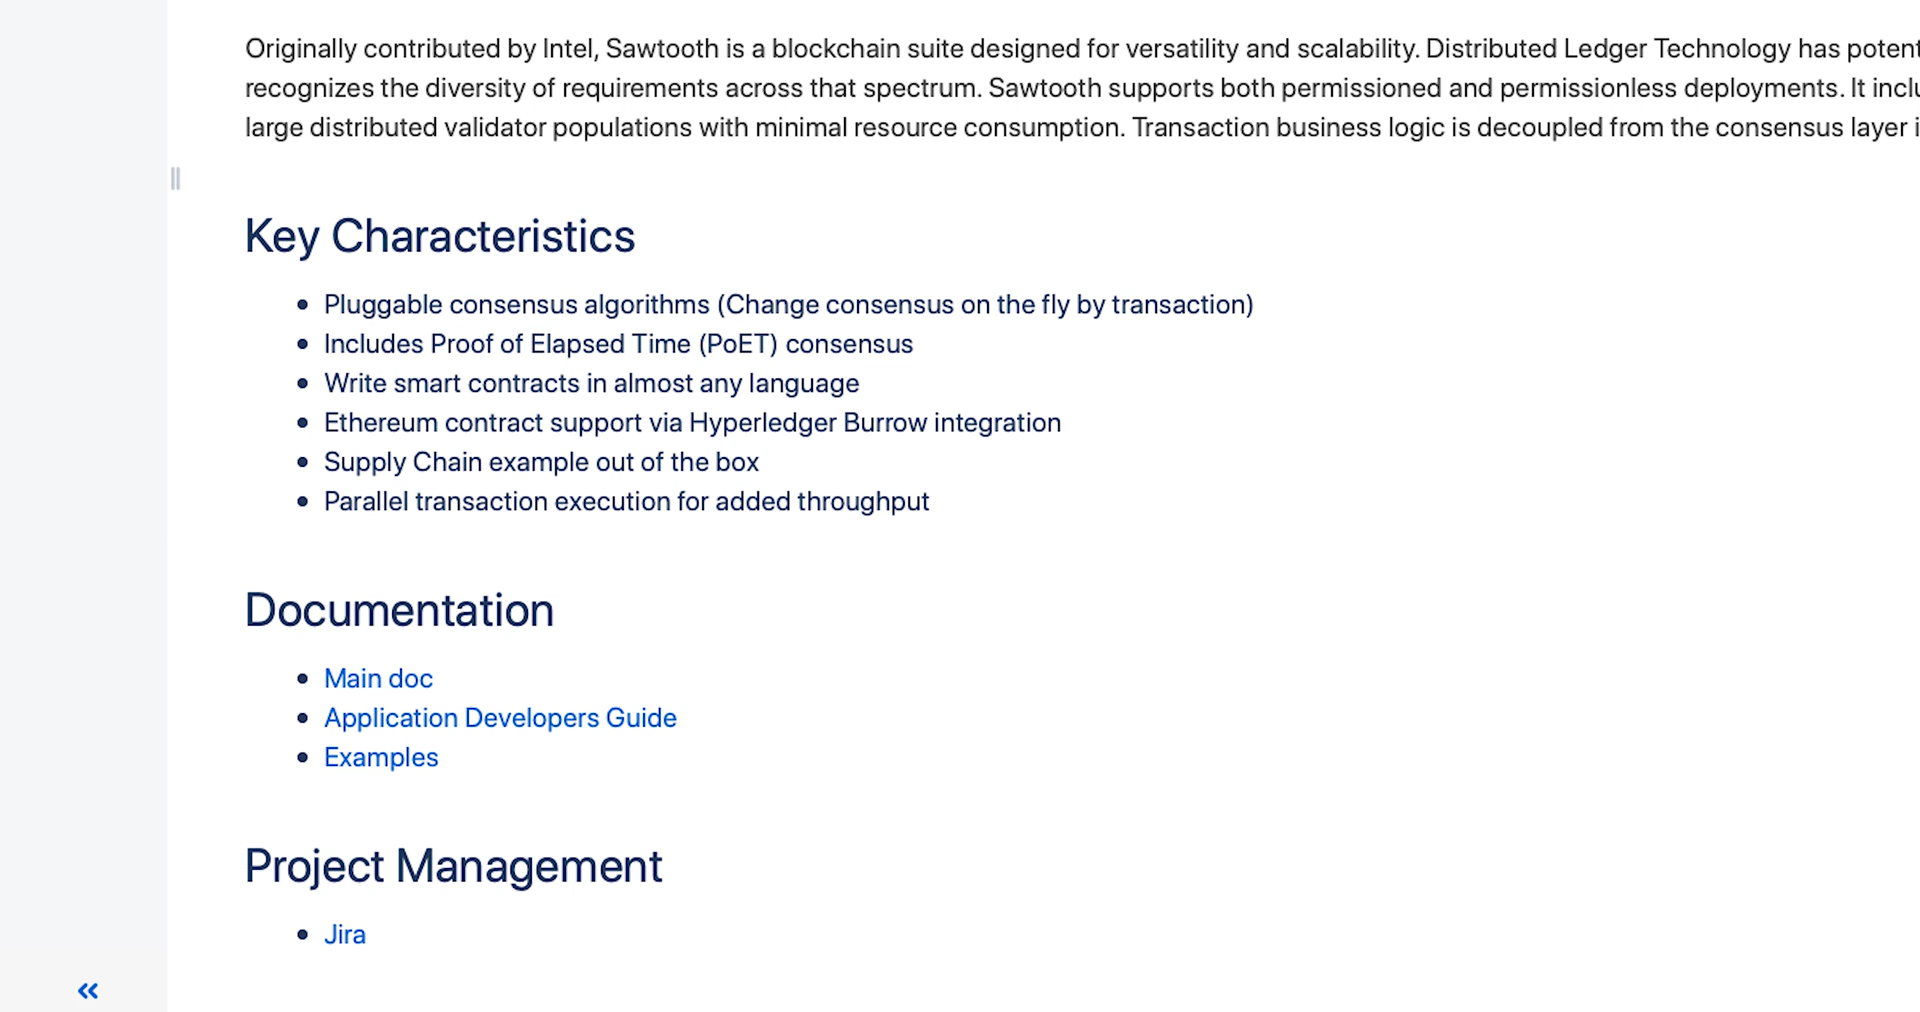 Originally contributed by Intel, Sawtooth is a blockchain suite designed for versatility and scalability. Distributed Ledger Technology has
recognizes the diversity of requirements across that spectrum. Sawtooth supports both permissioned and permissionless deployments. It
large distributed validator populations with minimal resource consumption. Transaction business logic is decoupled from the consensus layer
Key Characteristics
• Pluggable consensus algorithms (Change consensus on the fly by transaction)
• Includes Proof of Elapsed Time (PoET) consensus
• Write smart contracts in almost any language
• Ethereum contract support via Hyperledger Burrow integration
• Supply Chain example out of the box
• Parallel transaction execution for added throughput
Documentation
• Main doc
• Application Developers Guide
• Examples
Project Management
• Jira